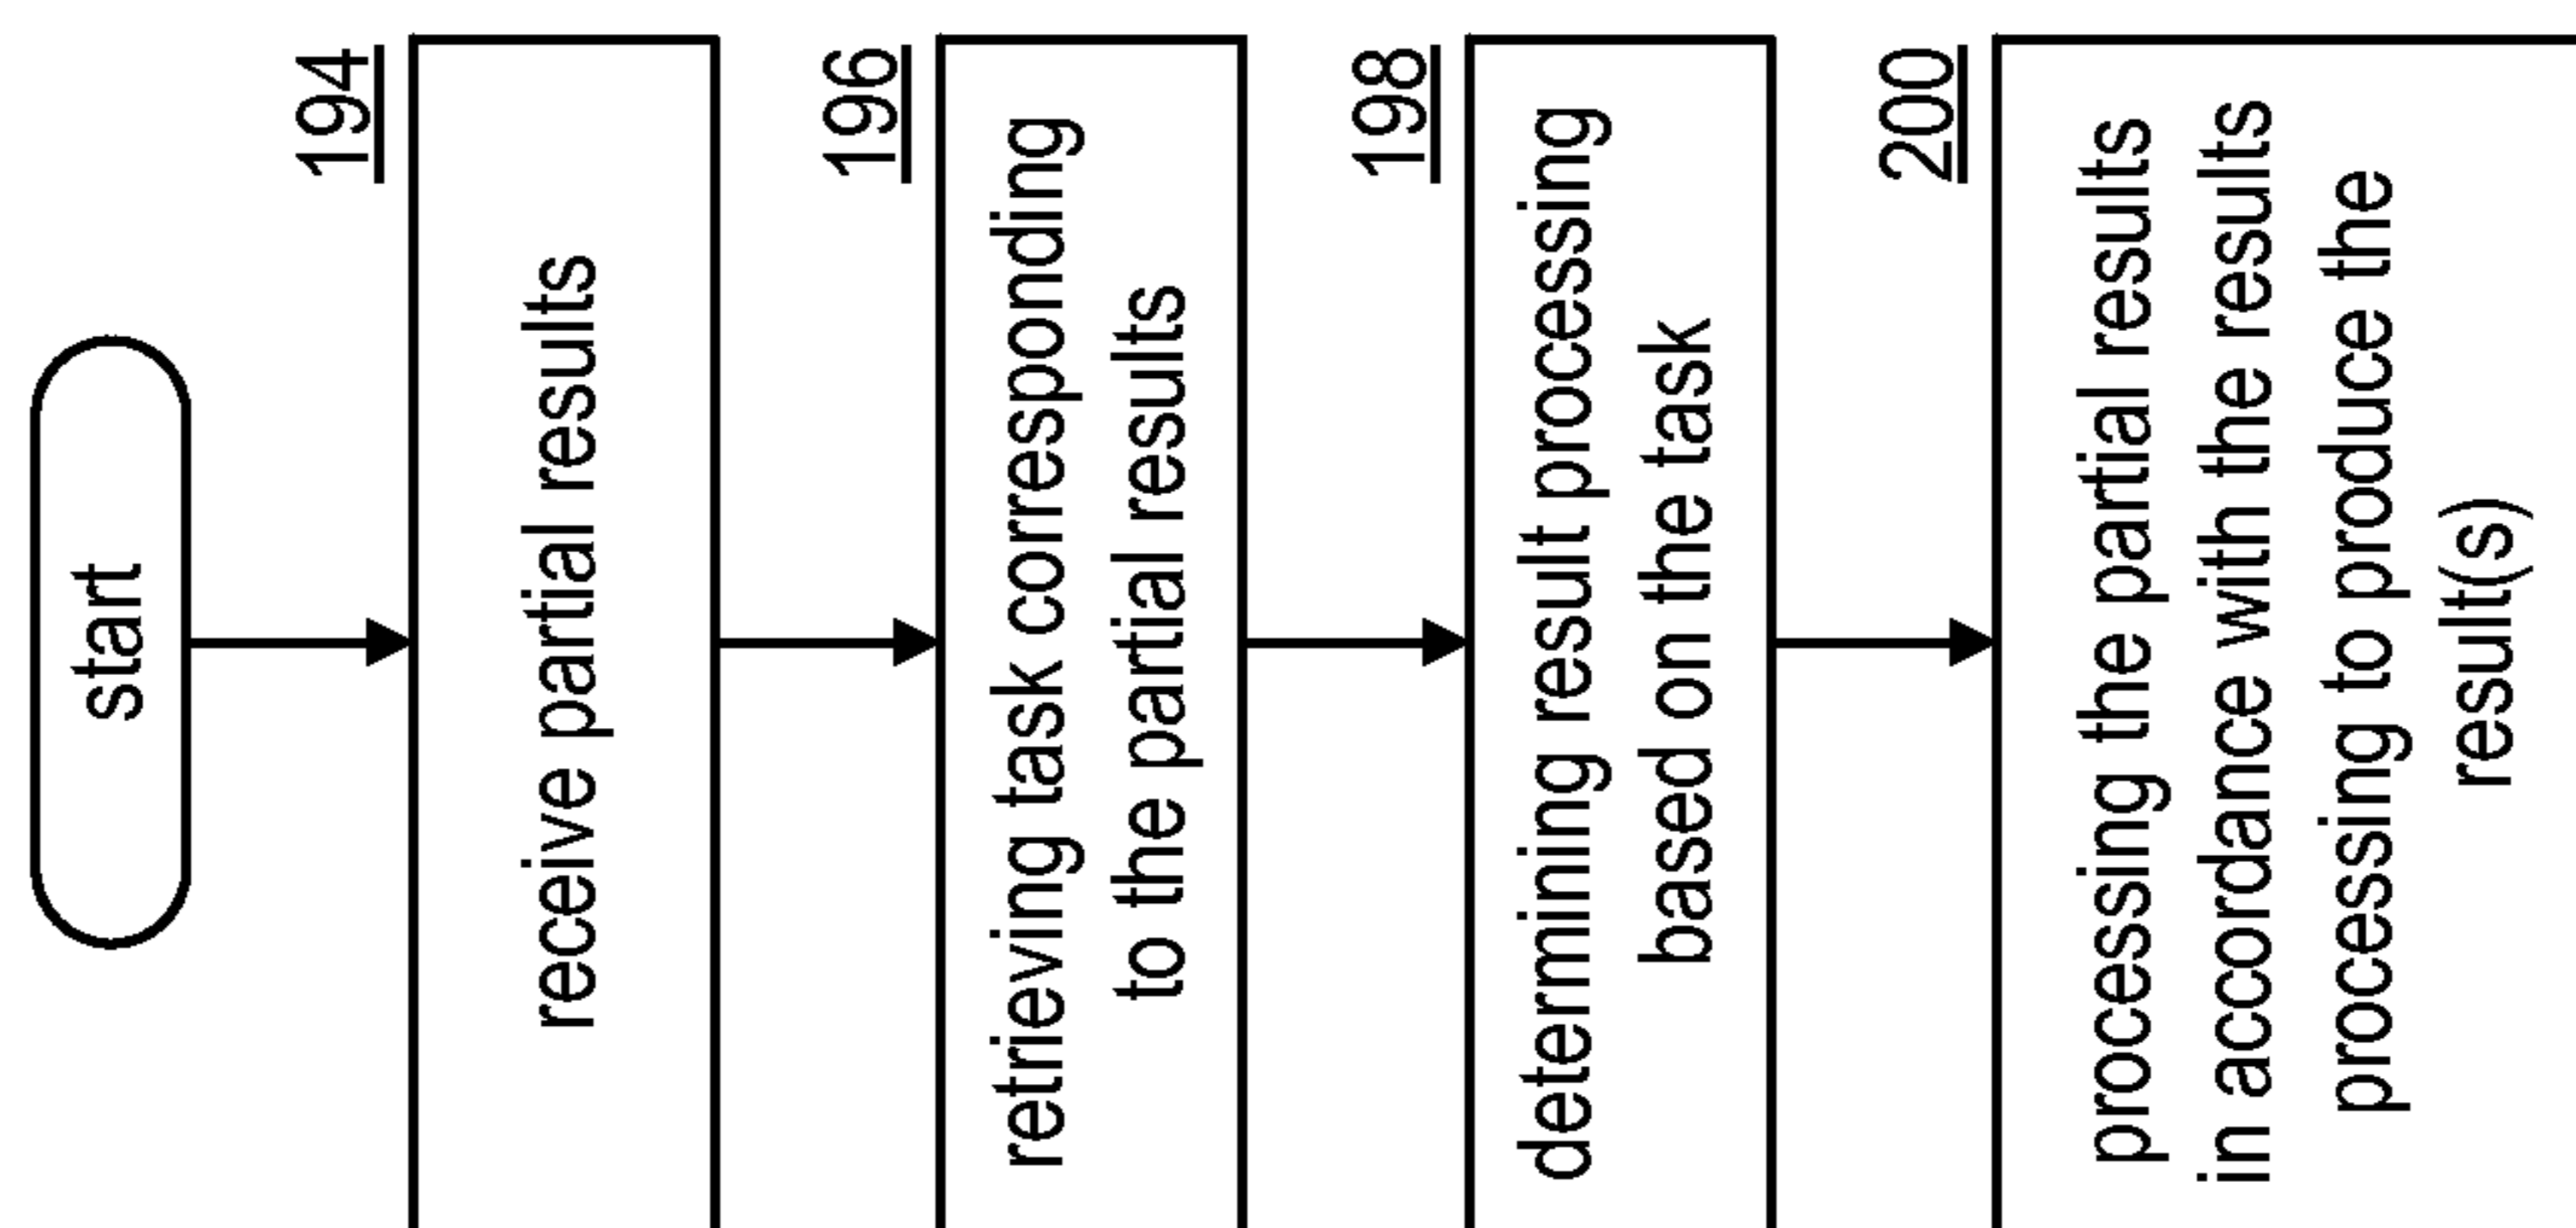 start
194
receive partial results
196
retrieving task corresponding
to the partial results
198
determining result processing
based on the task
200
processing the partial results
in accordance with the results
processing to produce the
result(s)